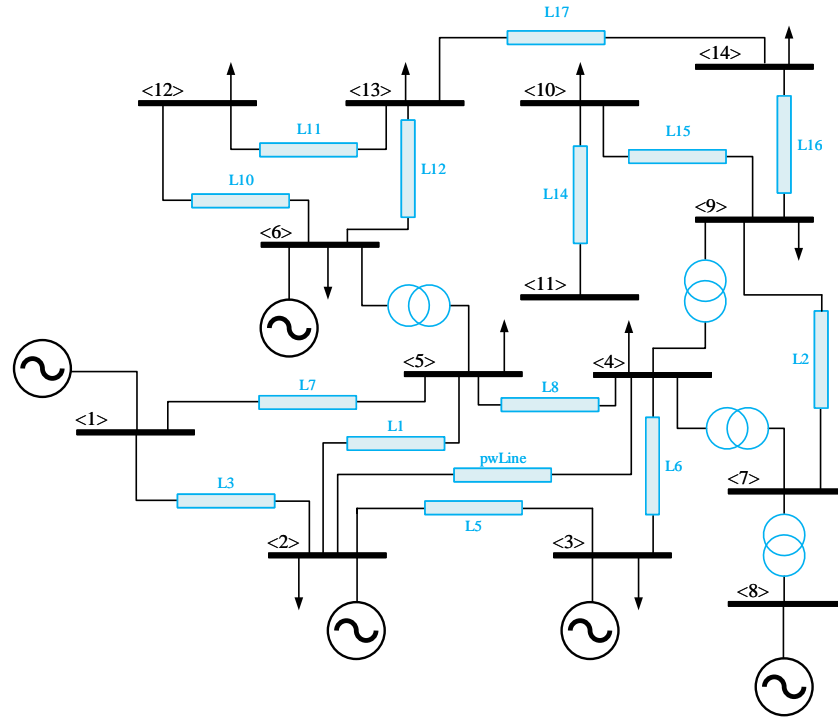 L17
<14>
<12>
<13>
<10>
L11
L15
L12
L16
L10
L14
<9>
<6>
<11>
L2
<5>
<4>
L7
L8
<1>
L1
pwLine
L6
L3
<7>
L5
<2>
<3>
<8>